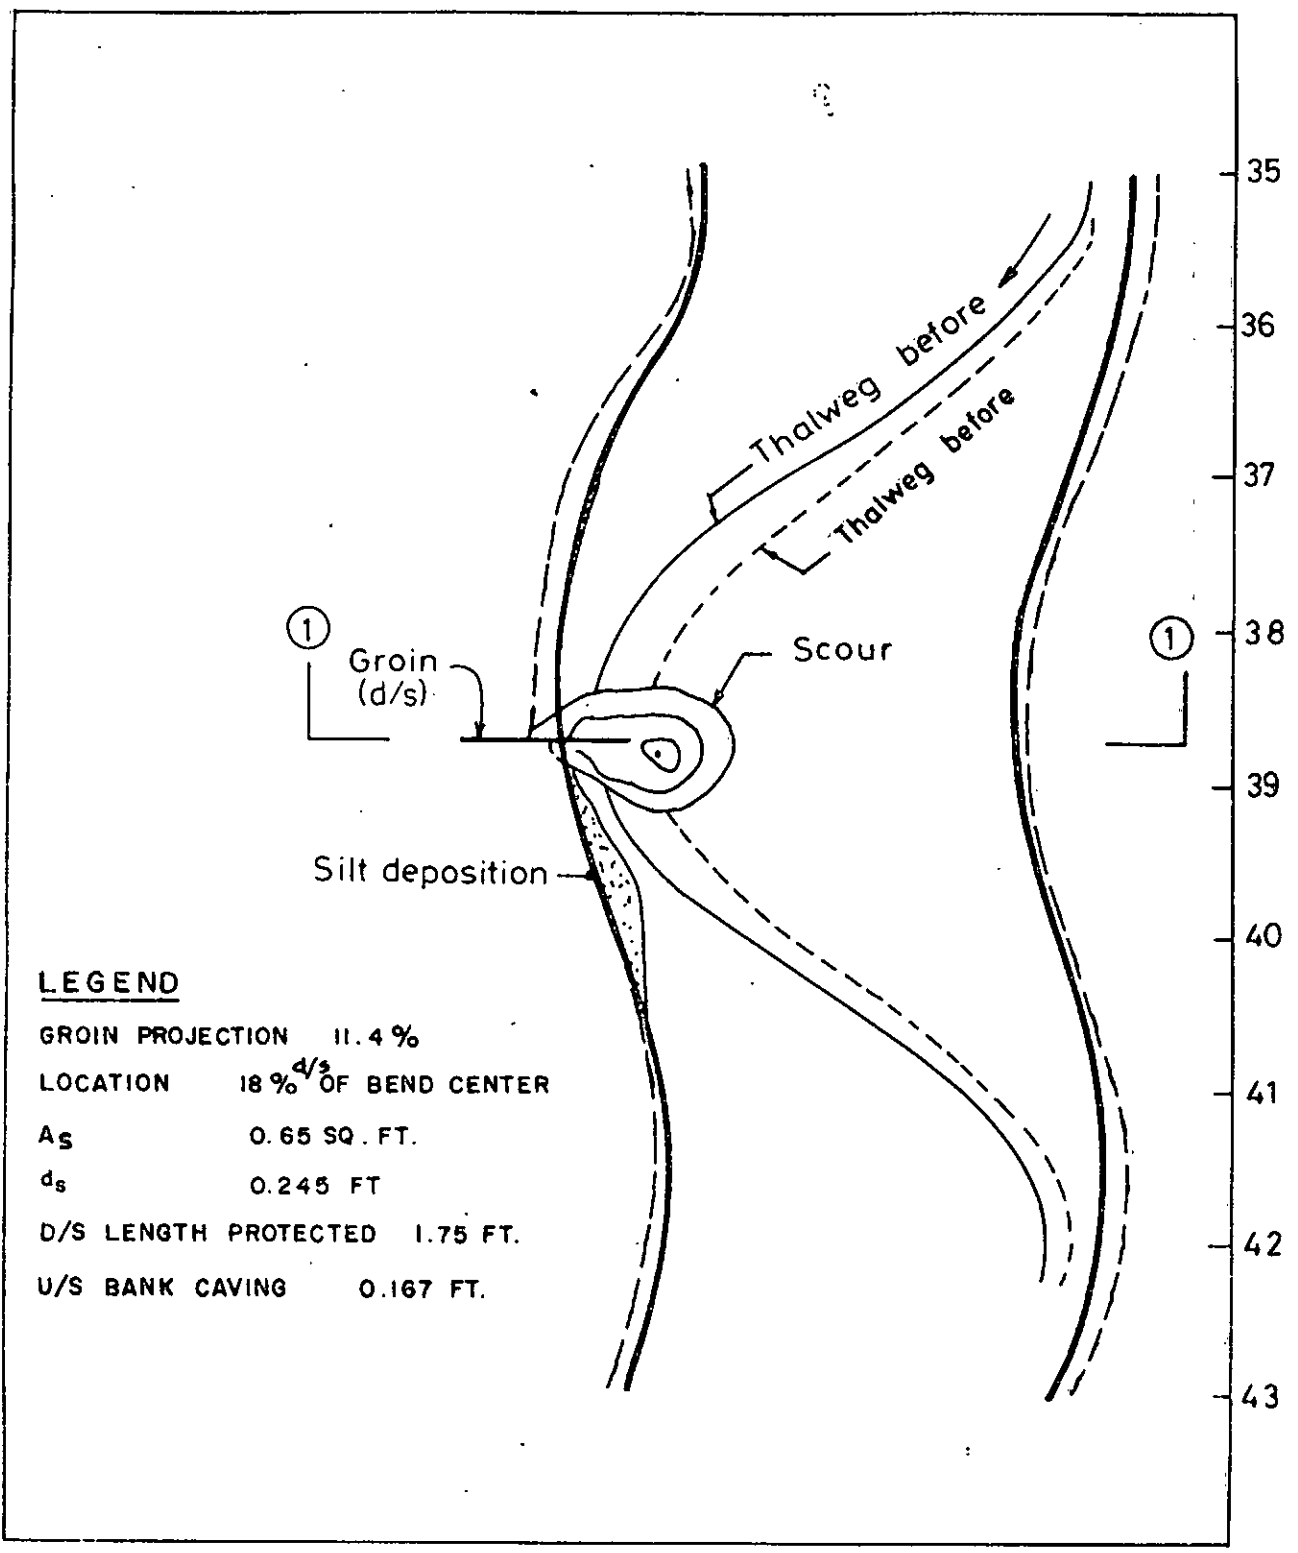 35
36
37
38
39
40
41
42
43
Thalweg before
Thalweg before
1
1
Groin
(d/s)
Scour
Silt deposition
LEGEND
GROIN PROJECTION 11.4%
LOCATION 18% d/s OF BEND CENTER
As 0.65 SQ. FT.
ds 0.245 FT
D/S LENGTH PROTECTED 1.75 FT.
U/S BANK CAVING 0.167 FT.